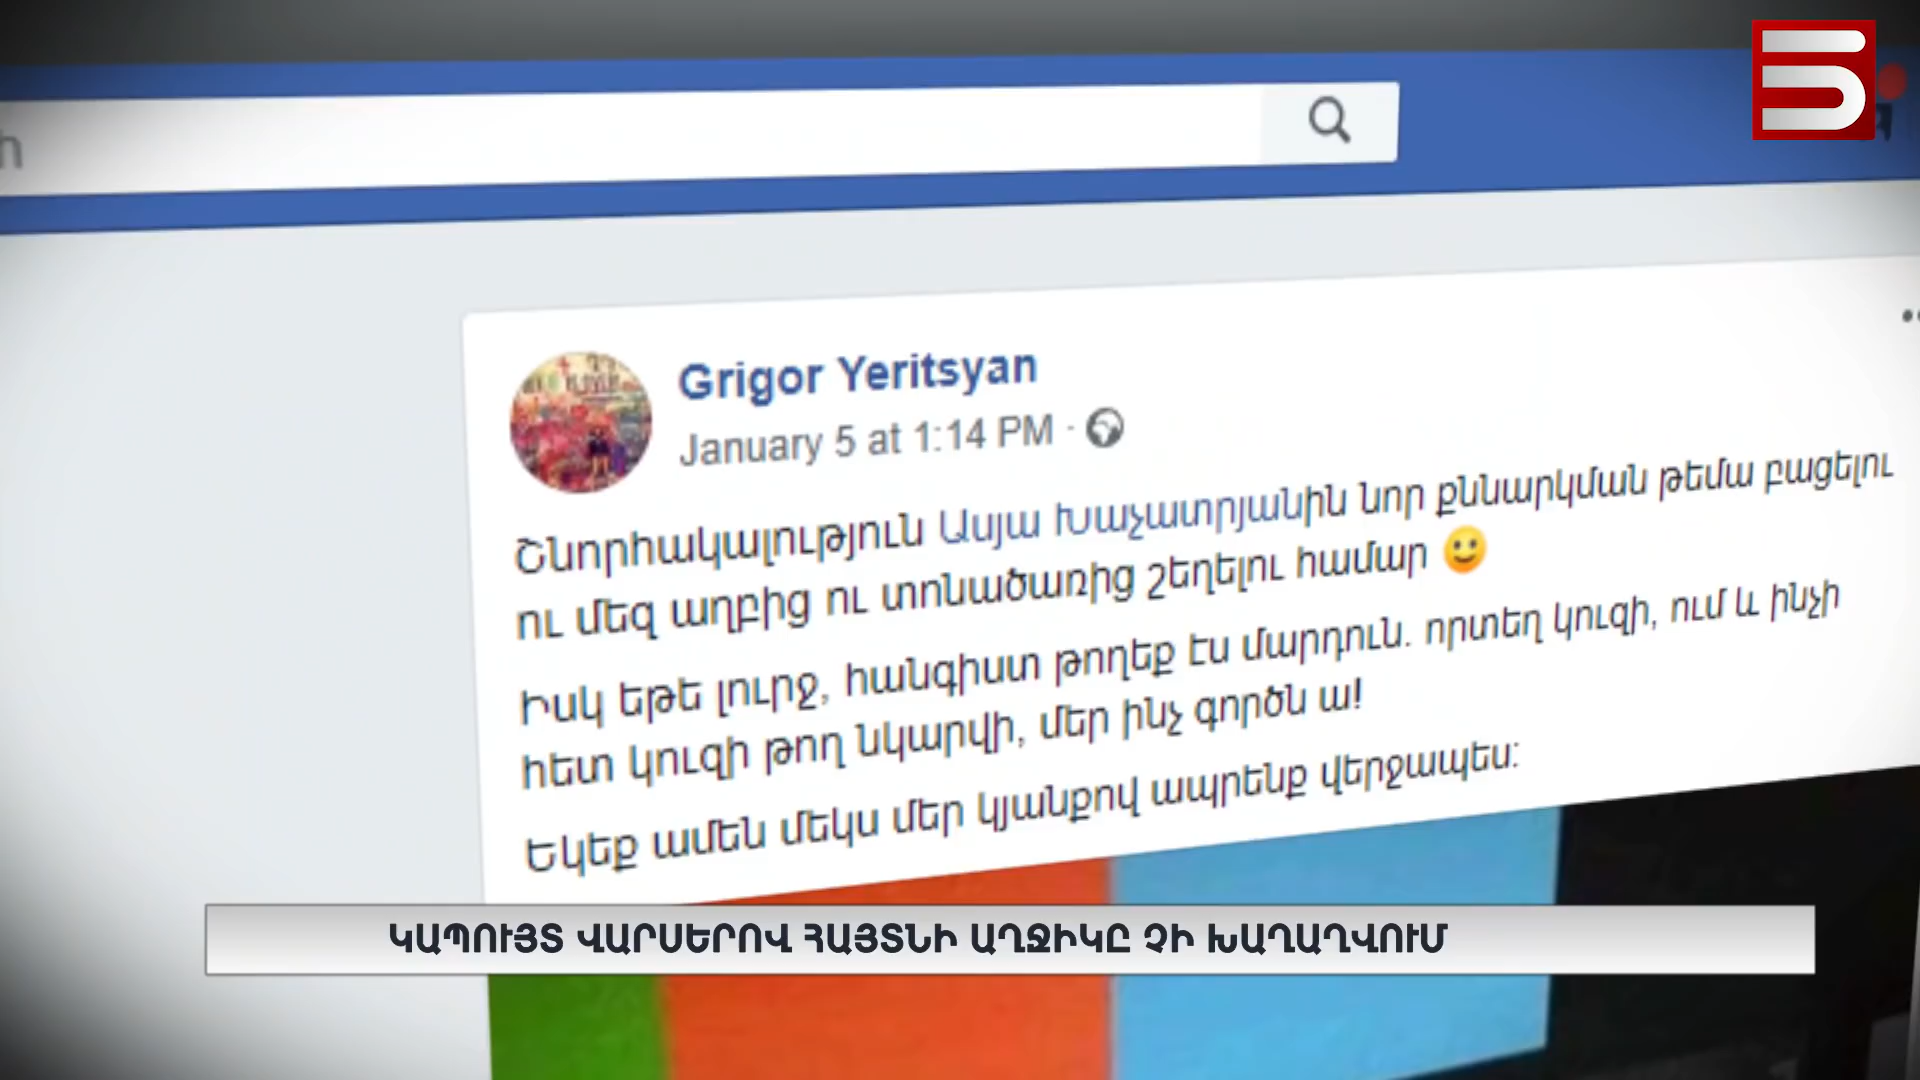 h
Grigor Yeritsyan
January 5 at 1:14 PM ·
Շնորհակալություն Ասյա Խաչատրյանին նոր քննարկման թեմա բացելու
ու մեզ աղբից ու տոնածառից շեղելու համար
Իսկ եթե լուրջ, հանգիստ թողեք էս մարդուն. որտեղ կուզի, ում և ինչի
հետ կուզի թող նկարվի, մեր ինչ գործն ա!
Եկեք ամեն մեկս մեր կյանքով ապրենք վերջապես:
ԿԱՊՈՒՅՏ ՎԱՐՍԵՐՈՎ ՀԱՅՏՆԻ ԱՂՋԻԿԸ ՉԻ ԽԱՂԱՂՎՈՒՄ